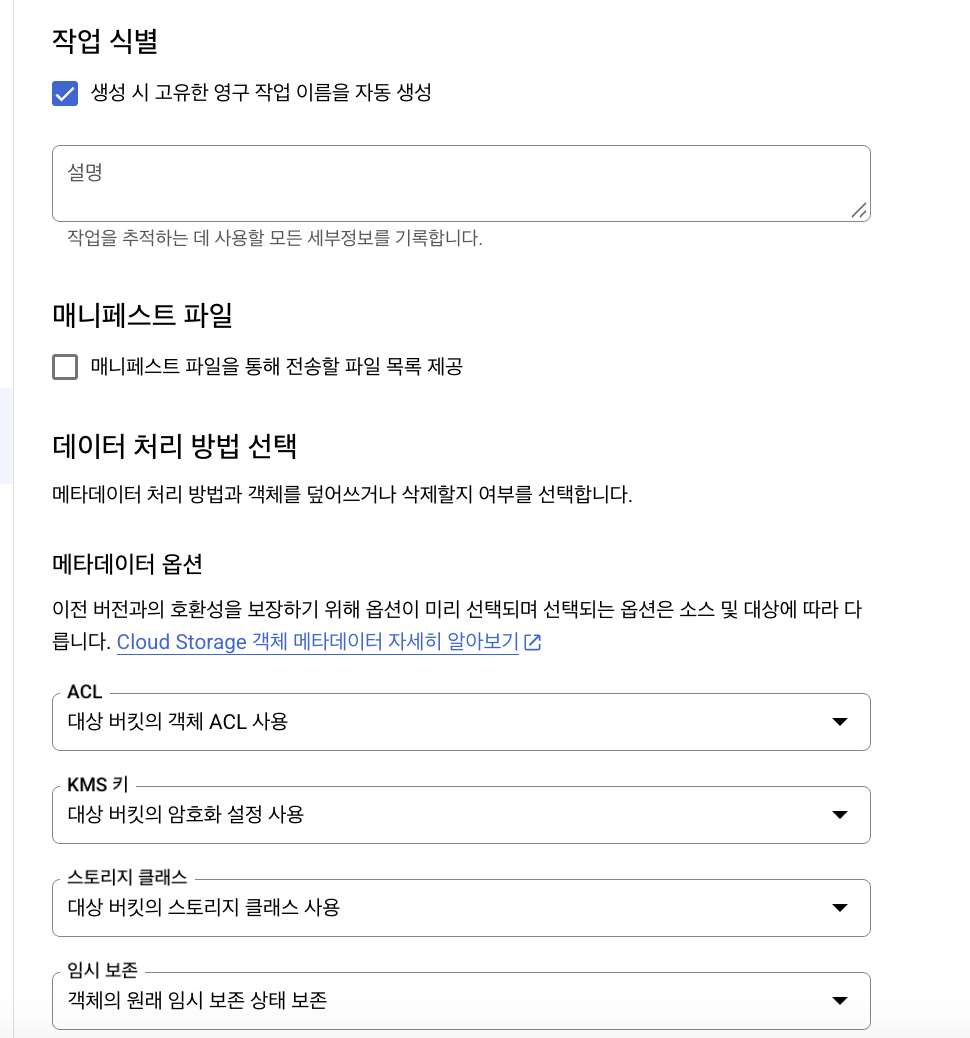 작업 식별
생성 시 고유한 영구 작업 이름을 자동 생성
설명
작업을 추적하는 데 사용할 모든 세부정보를 기록합니다.
매니페스트 파일
매니페스트 파일을 통해 전송할 파일 목록 제공
데이터 처리 방법 선택
메타데이터 처리 방법과 객체를 덮어쓰거나 삭제할지 여부를 선택합니다.
메타데이터 옵션
이전 버전과의 호환성을 보장하기 위해 옵션이 미리 선택되며 선택되는 옵션은 소스 및 대상에 따라 다
릅니다. Cloud Storage 객체 메타데이터 자세히 알아보기
ACL
대상 버킷의 객체 ACL 사용
KMS 키
대상 버킷의 암호화 설정 사용
스토리지 클래스
대상 버킷의 스토리지 클래스 사용
임시 보존
객체의 원래 임시 보존 상태 보존